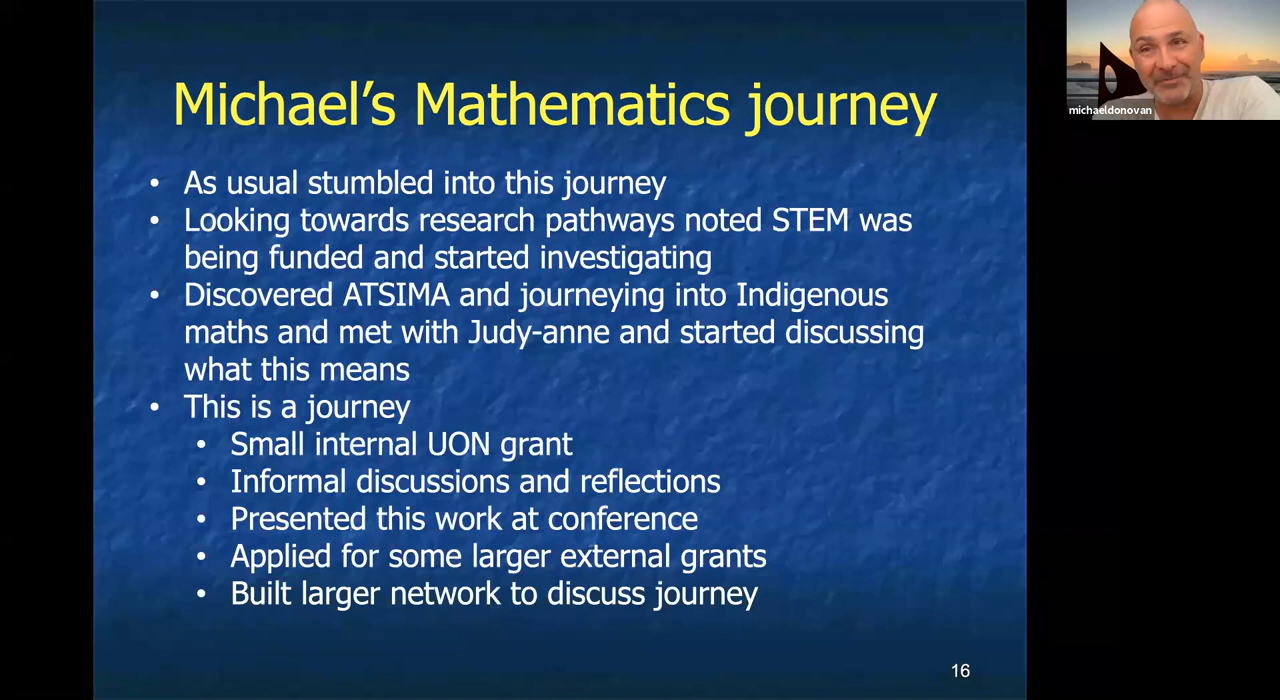 Michael's Mathematics journey
• As usual stumbled into this journey
• Looking towards research pathways noted STEM was
being funded and started investigating
• Discovered ATSIMA and journeying into Indigenous
maths and met with Judy-anne and started discussing
what this means
• This is a journey
• Small internal UON grant
• Informal discussions and reflections
• Presented this work at conference
• Applied for some larger external grants
• Built larger network to discuss journey
16
michaeldonovan